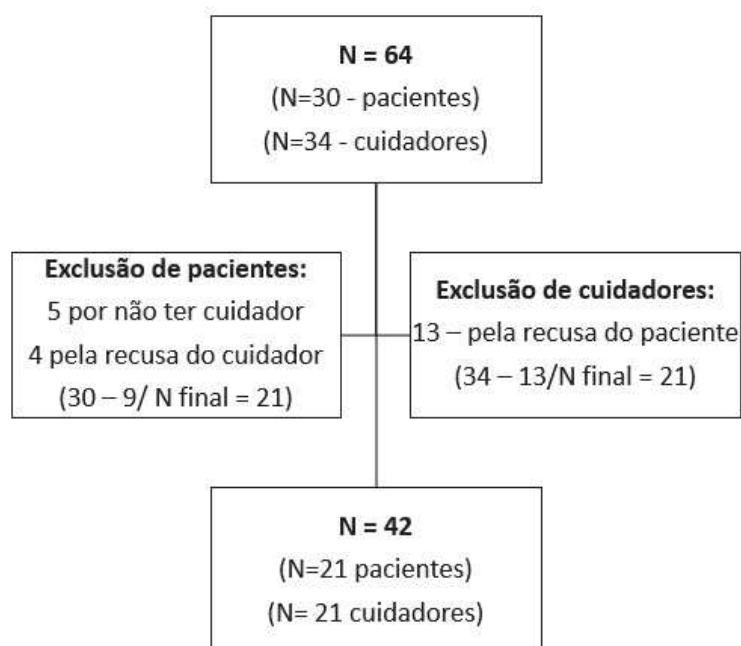 N = 64
(N=30 - pacientes)
(N=34 - cuidadores)
Exclusão de pacientes:
5 por não ter cuidador
4 pela recusa do cuidador
(30 – 9/ N final = 21)
Exclusão de cuidadores:
13 – pela recusa do paciente
(34 – 13/N final = 21)
N = 42
(N=21 pacientes)
(N= 21 cuidadores)